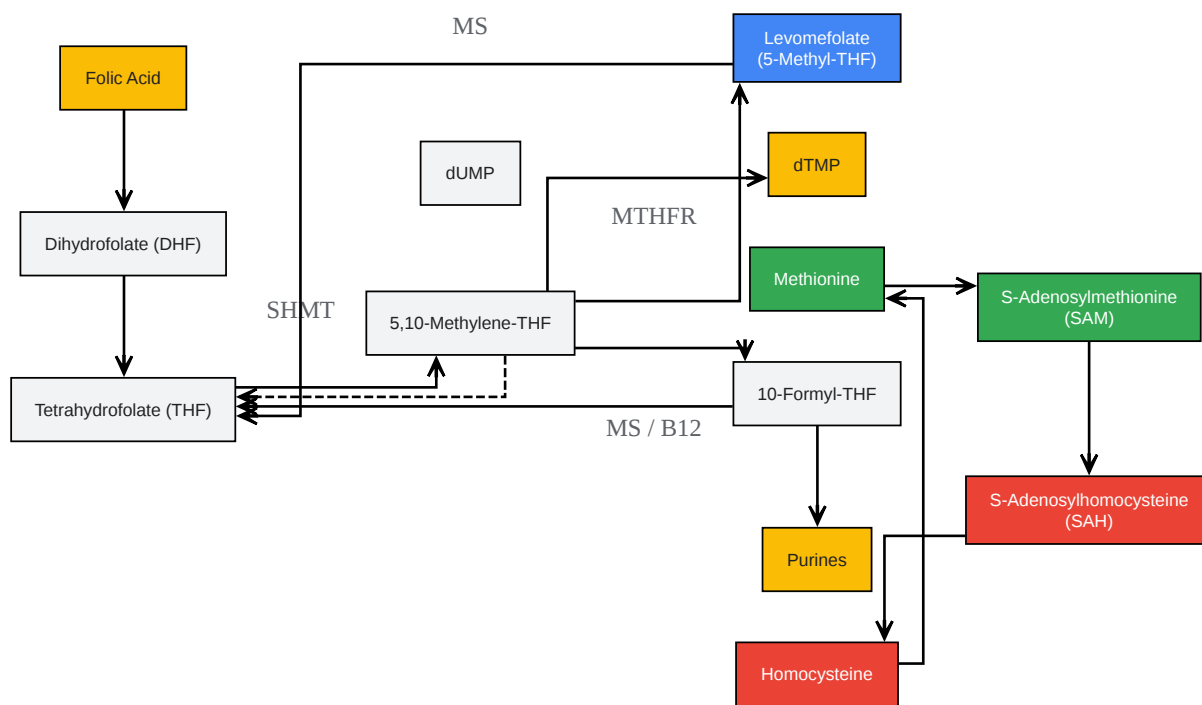 MS
Levomefolate
(5-Methyl-THF)
Folic Acid
dUMP
dTMP
MTHFR
Dihydrofolate (DHF)
Methionine
S-Adenosylmethionine
(SAM)
SHMT
5,10-Methylene-THF
Tetrahydrofolate (THF)
10-Formyl-THF
MS / B12
S-Adenosylhomocysteine
(SAH)
Purines
Homocysteine